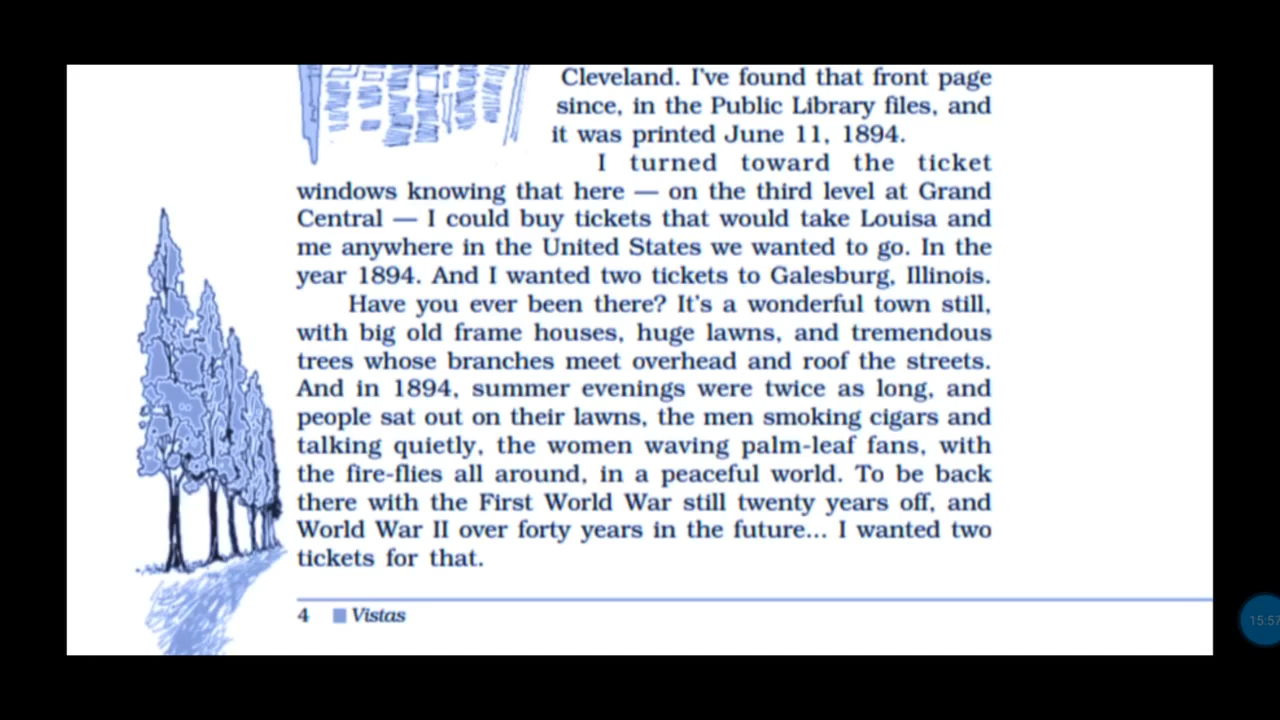 Cleveland. I've found that front page
since, in the Public Library files, and
it was printed June 11, 1894.
I turned toward the ticket
windows knowing that here — on the third level at Grand
Central — I could buy tickets that would take Louisa and
me anywhere in the United States we wanted to go. In the
year 1894. And I wanted two tickets to Galesburg, Illinois.
Have you ever been there? It's a wonderful town still,
with big old frame houses, huge lawns, and tremendous
trees whose branches meet overhead and roof the streets.
And in 1894, summer evenings were twice as long, and
people sat out on their lawns, the men smoking cigars and
talking quietly, the women waving palm-leaf fans, with
the fire-flies all around, in a peaceful world. To be back
there with the First World War still twenty years off, and
World War II over forty years in the future... I wanted two
tickets for that.
4 Vistas
15:57